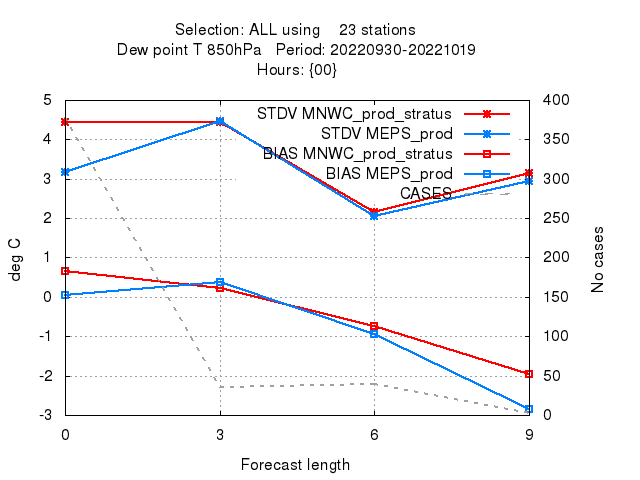 Selection: ALL using 23 stations
Dew point T 850hPa Period: 20220930-20221019
Hours: {00}
STDV MNWC_prod_stratus
STDV MEPS_prod
BIAS MNWC_prod_stratus
BIAS MEPS_prod
CASES
deg C
5
4
3
2
1
0
-1
-2
-3
400
350
300
250
200
150
100
50
0
No cases
0 3 6 9
Forecast length